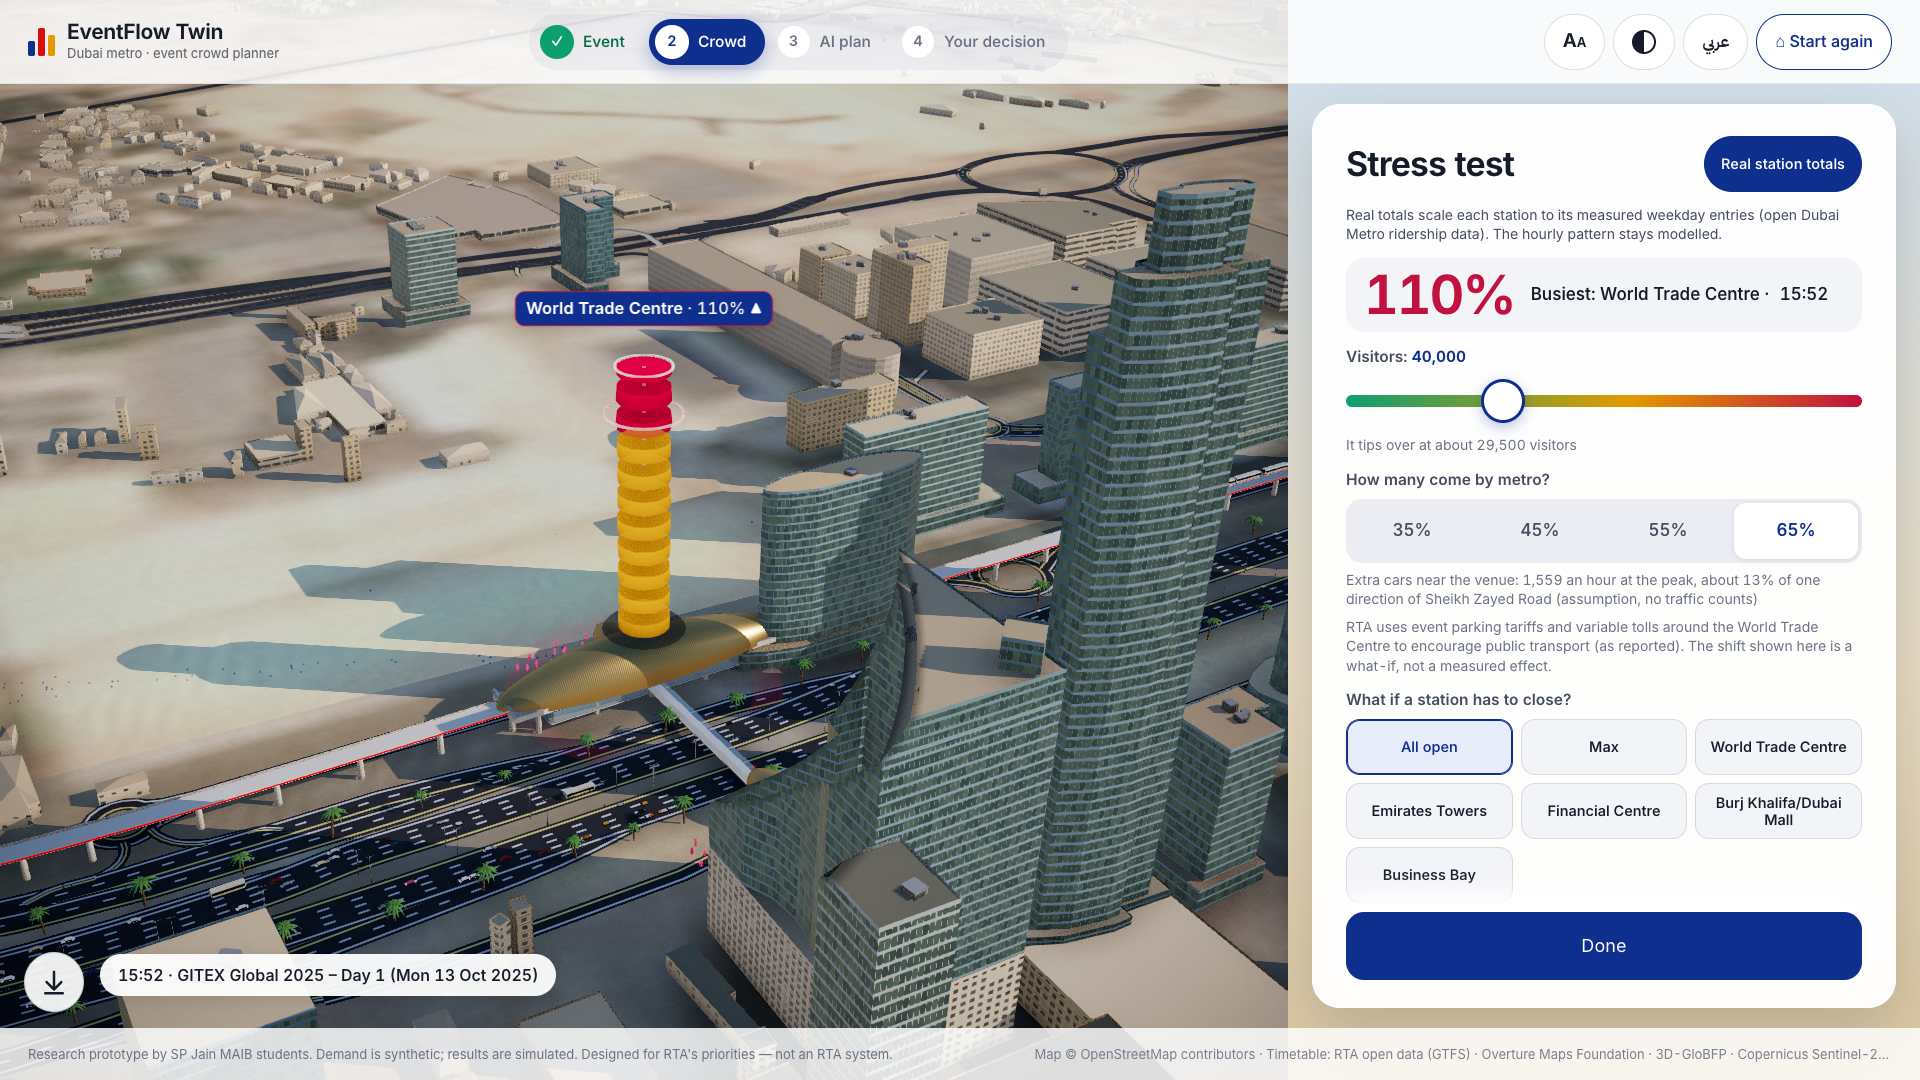 EventFlow Twin
Dubai metro · event crowd planner
✓ Event
2 Crowd
3 AI plan
4 Your decision
AA
عربي
⌂ Start again
World Trade Centre · 110% ▲
15:52 · GITEX Global 2025 – Day 1 (Mon 13 Oct 2025)
Stress test
Real station totals
Real totals scale each station to its measured weekday entries (open Dubai
Metro ridership data). The hourly pattern stays modelled.
110% Busiest: World Trade Centre · 15:52
Visitors: 40,000
It tips over at about 29,500 visitors
How many come by metro?
35% 45% 55% 65%
Extra cars near the venue: 1,559 an hour at the peak, about 13% of one
direction of Sheikh Zayed Road (assumption, no traffic counts)
RTA uses event parking tariffs and variable tolls around the World Trade
Centre to encourage public transport (as reported). The shift shown here is a
what-if, not a measured effect.
What if a station has to close?
All open
Max
World Trade Centre
Emirates Towers
Financial Centre
Burj Khalifa/Dubai
Mall
Business Bay
Done
Research prototype by SP Jain MAIB students. Demand is synthetic; results are simulated. Designed for RTA's priorities — not an RTA system.
Map © OpenStreetMap contributors · Timetable: RTA open data (GTFS) · Overture Maps Foundation · 3D-GloBFP · Copernicus Sentinel-2...